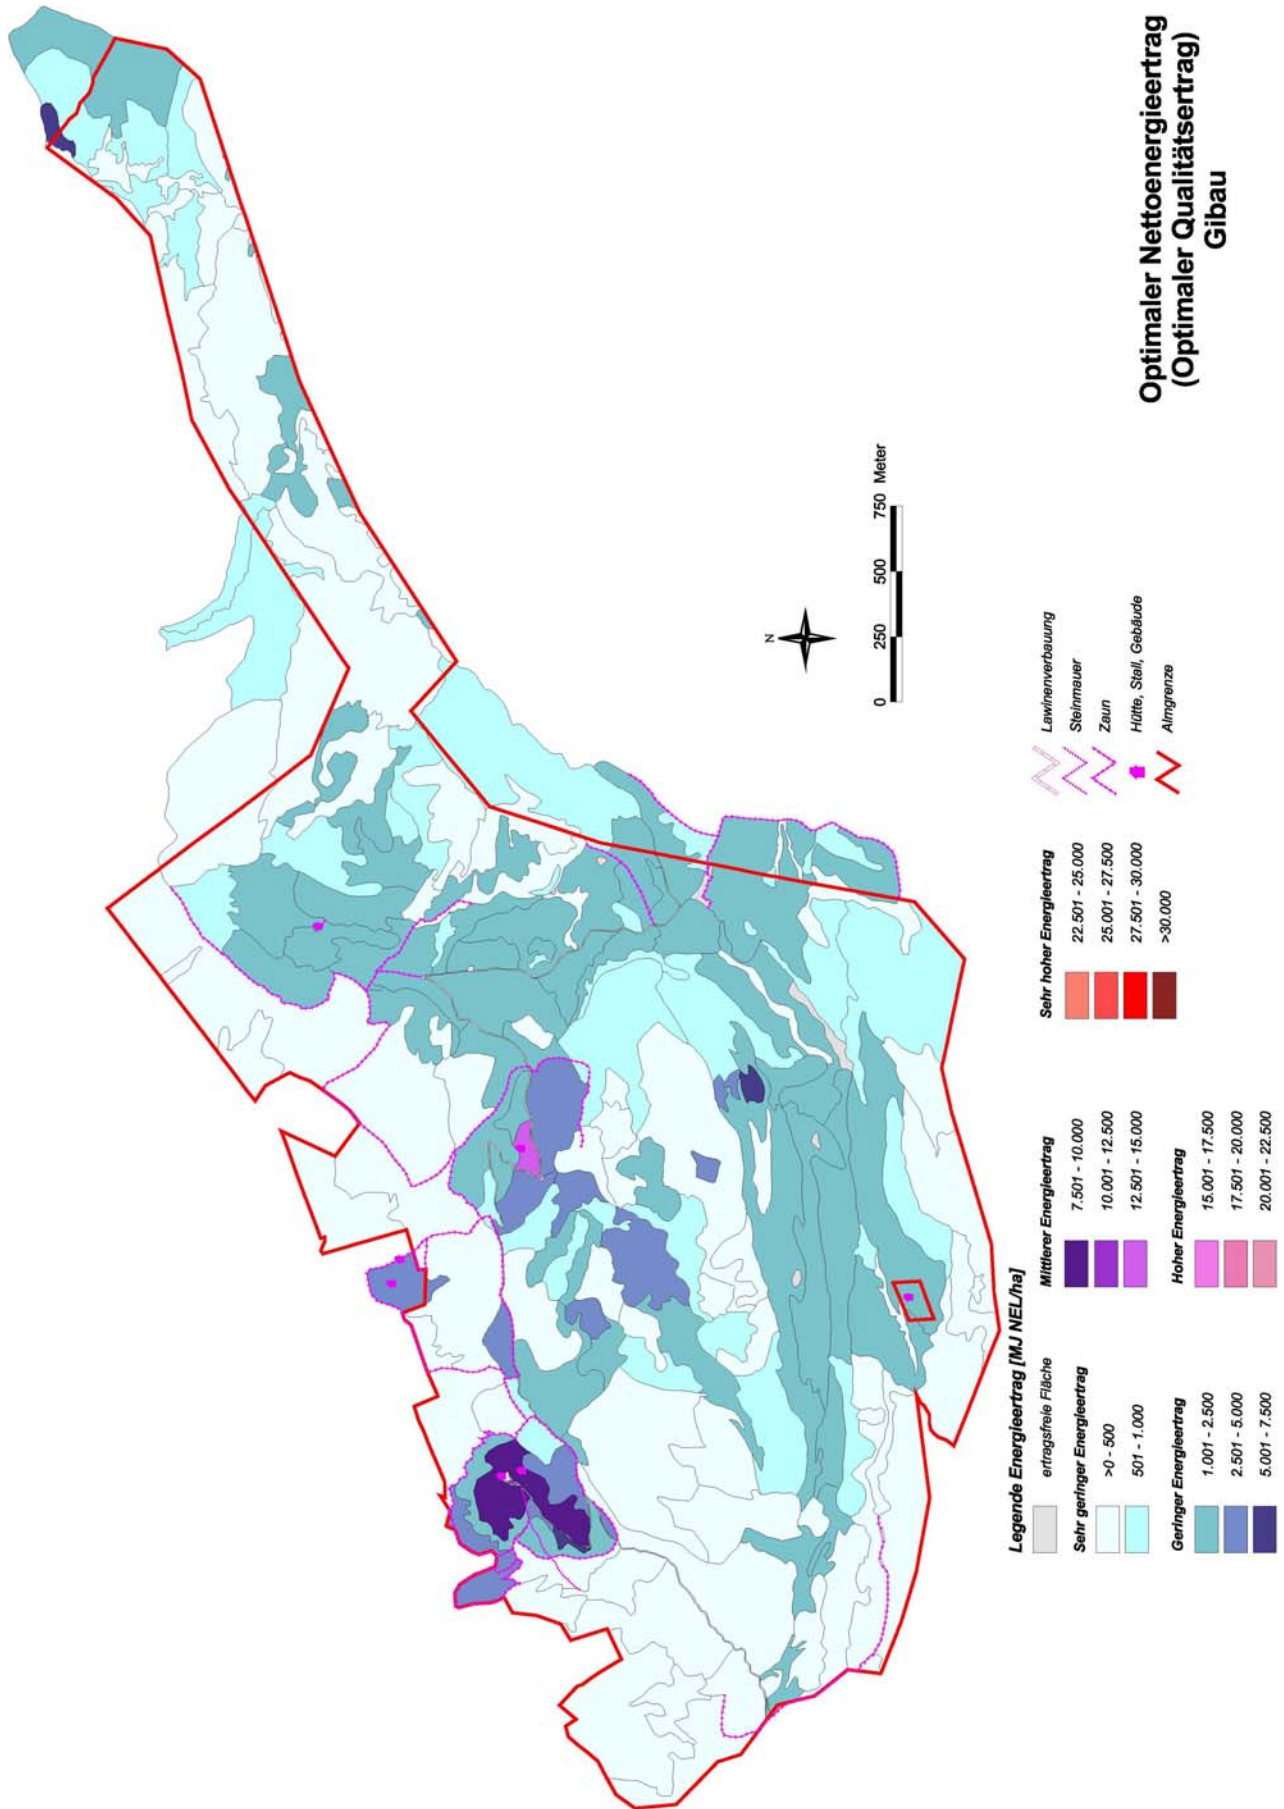 Optimaler Nettoenergieertrag
(Optimaler Qualitätsertrag)
Gibau
N
0 250 500 750 Meter
Legende Energieertrag [MJ NEL/ha]
ertragsfreie Fläche
Sehr geringer Energieertrag
>0 - 500
501 - 1.000
Geringer Energieertrag
1.001 - 2.500
2.501 - 5.000
5.001 - 7.500
Mittlerer Energieertrag
7.501 - 10.000
10.001 - 12.500
12.501 - 15.000
Hoher Energieertrag
15.001 - 17.500
17.501 - 20.000
20.001 - 22.500
Sehr hoher Energieertrag
22.501 - 25.000
25.001 - 27.500
27.501 - 30.000
>30.000
Lawinenverbauung
Steinmauer
Zaun
Hütte, Stall, Gebäude
Almgrenze